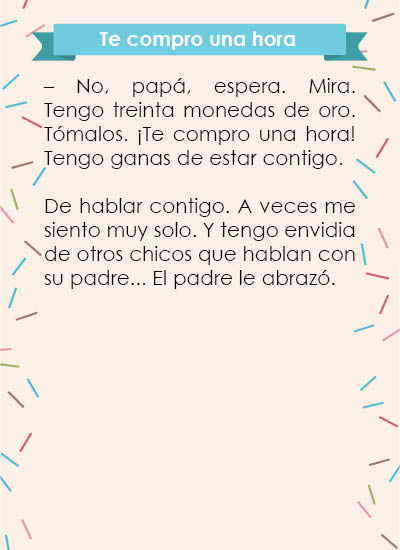 Te compro una hora
– No, papá, espera. Mira.
Tengo treinta monedas de oro.
Tómalos. ¡Te compro una hora!
Tengo ganas de estar contigo.
De hablar contigo. A veces me
siento muy solo. Y tengo envidia
de otros chicos que hablan con
su padre... El padre le abrazó.